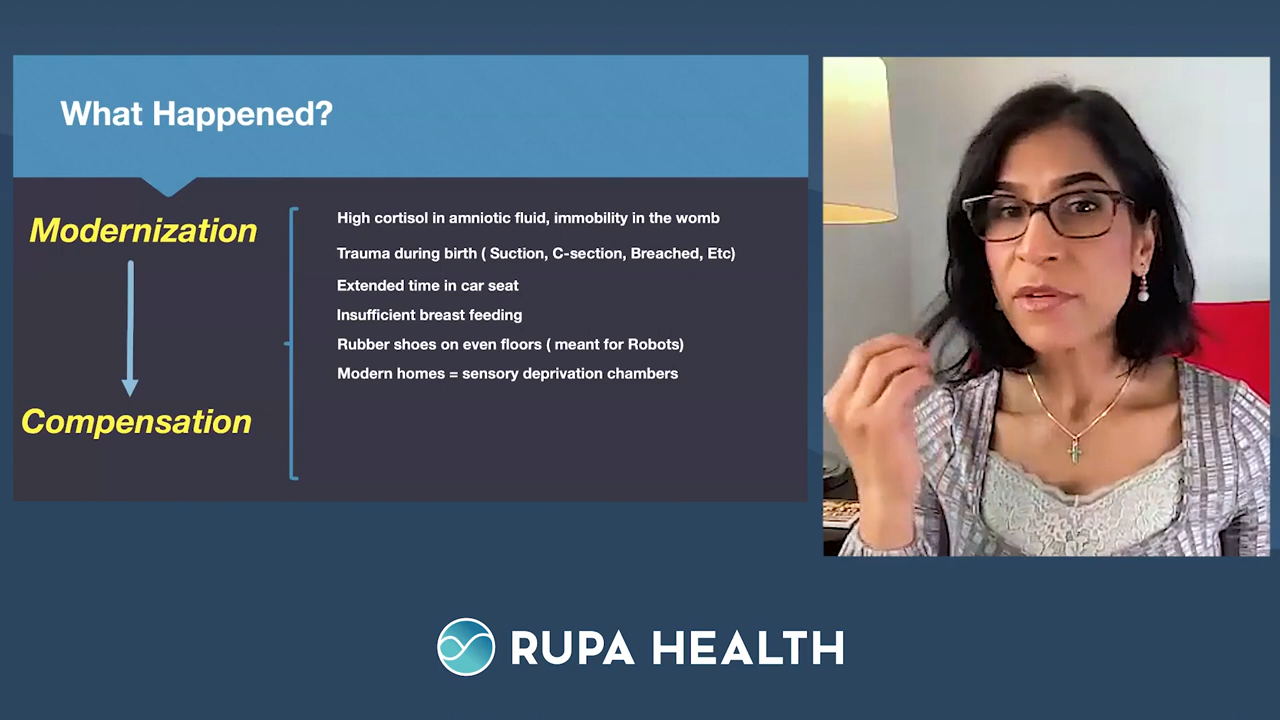 What Happened?
Modernization
Compensation
High cortisol in amniotic fluid, immobility in the womb
Trauma during birth ( Suction, C-section, Breached, Etc)
Extended time in car seat
Insufficient breast feeding
Rubber shoes on even floors ( meant for Robots)
Modern homes = sensory deprivation chambers
RUPA HEALTH